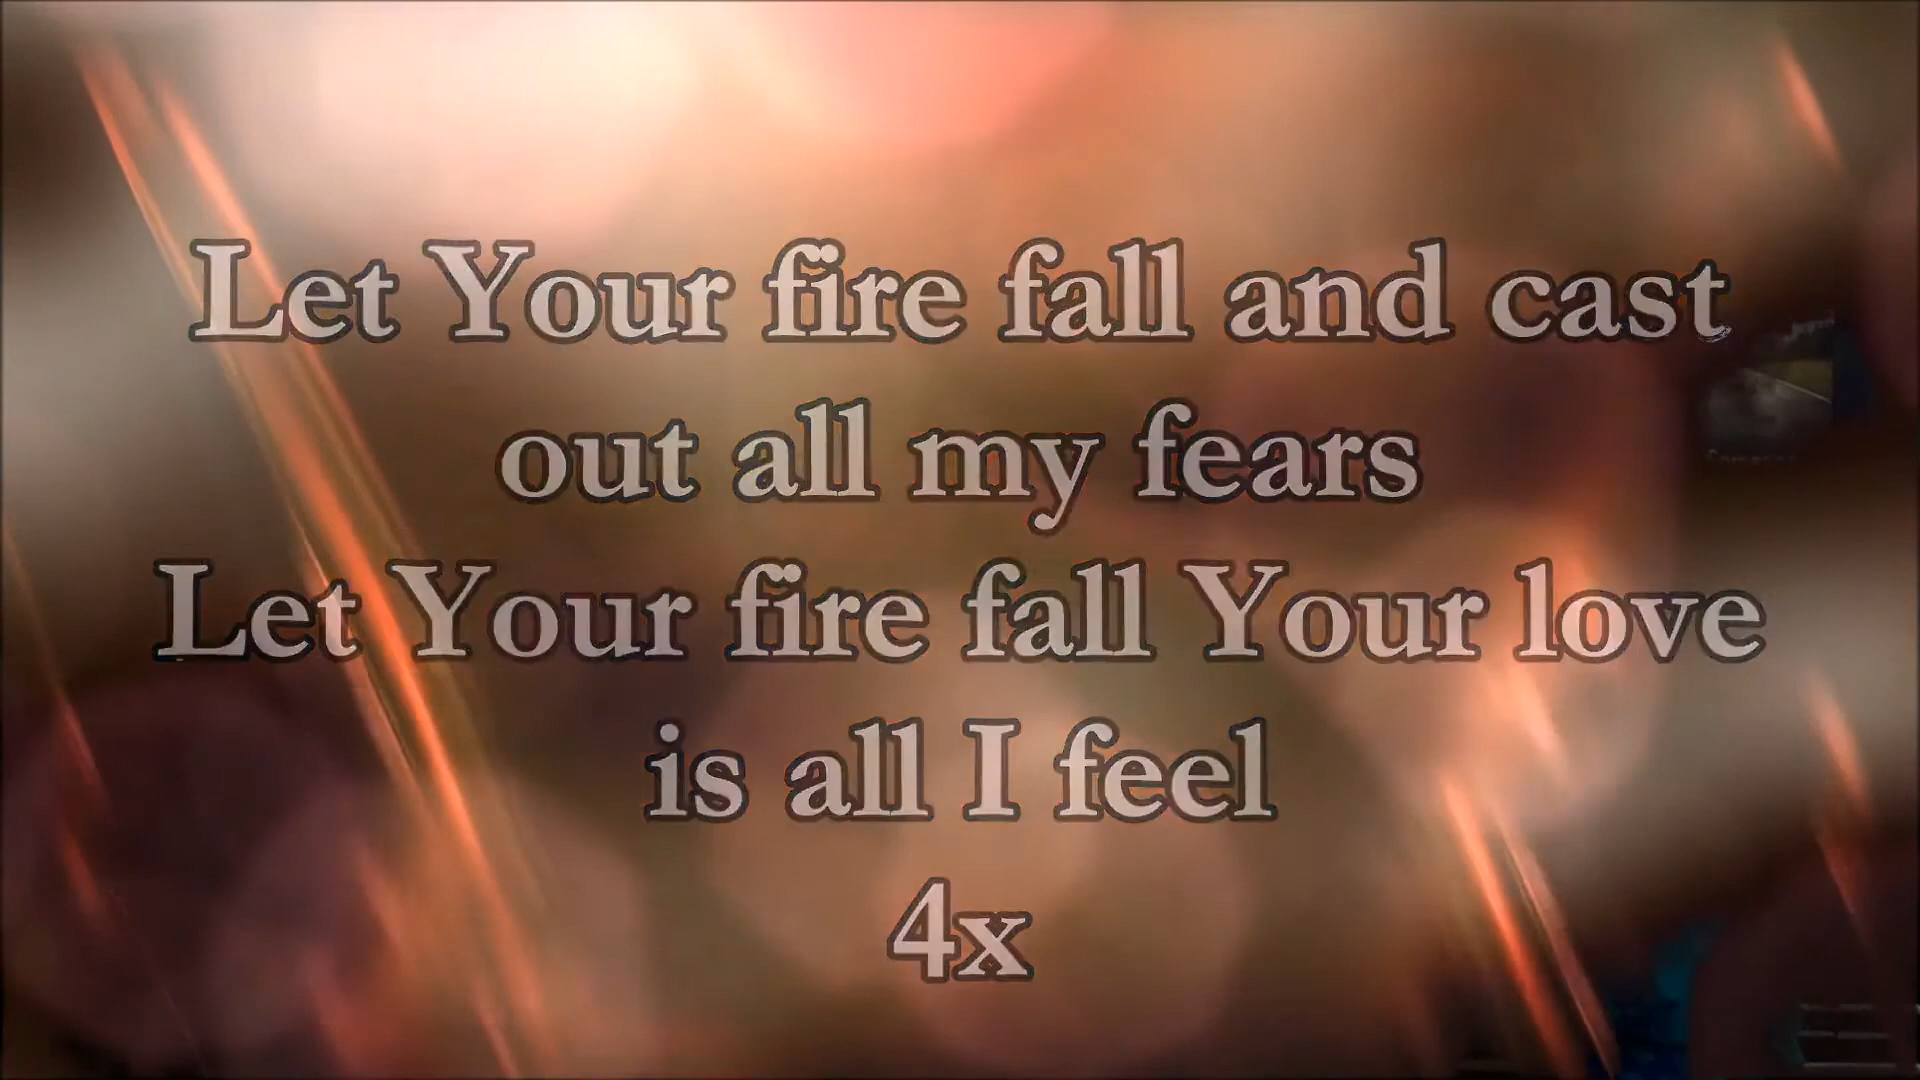 Let Your fire fall and cast
out all my fears
Let Your fire fall Your love
is all I feel
4x